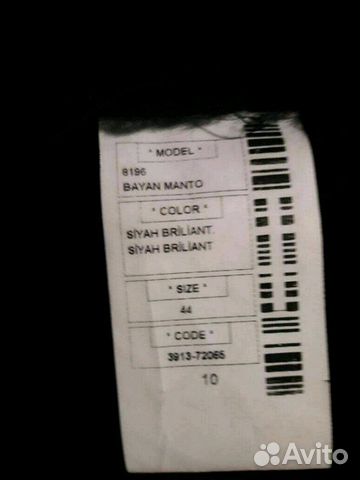 * MODEL *
8196
BAYAN MANTO
* COLOR *
SİYAH BRİLİANT.
SİYAH BRİLİANT
* SIZE *
44
* CODE *
3913-72065
10
Avito